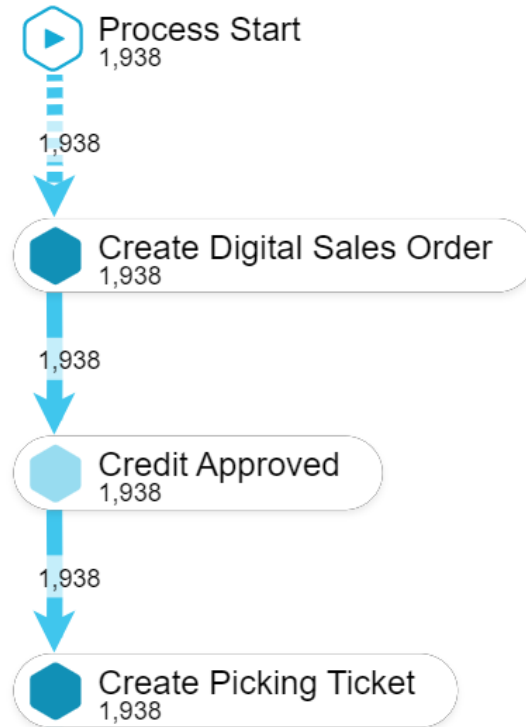 Process Start
1,938
1,938
Create Digital Sales Order
1,938
1,938
Credit Approved
1,938
1,938
Create Picking Ticket
1,938